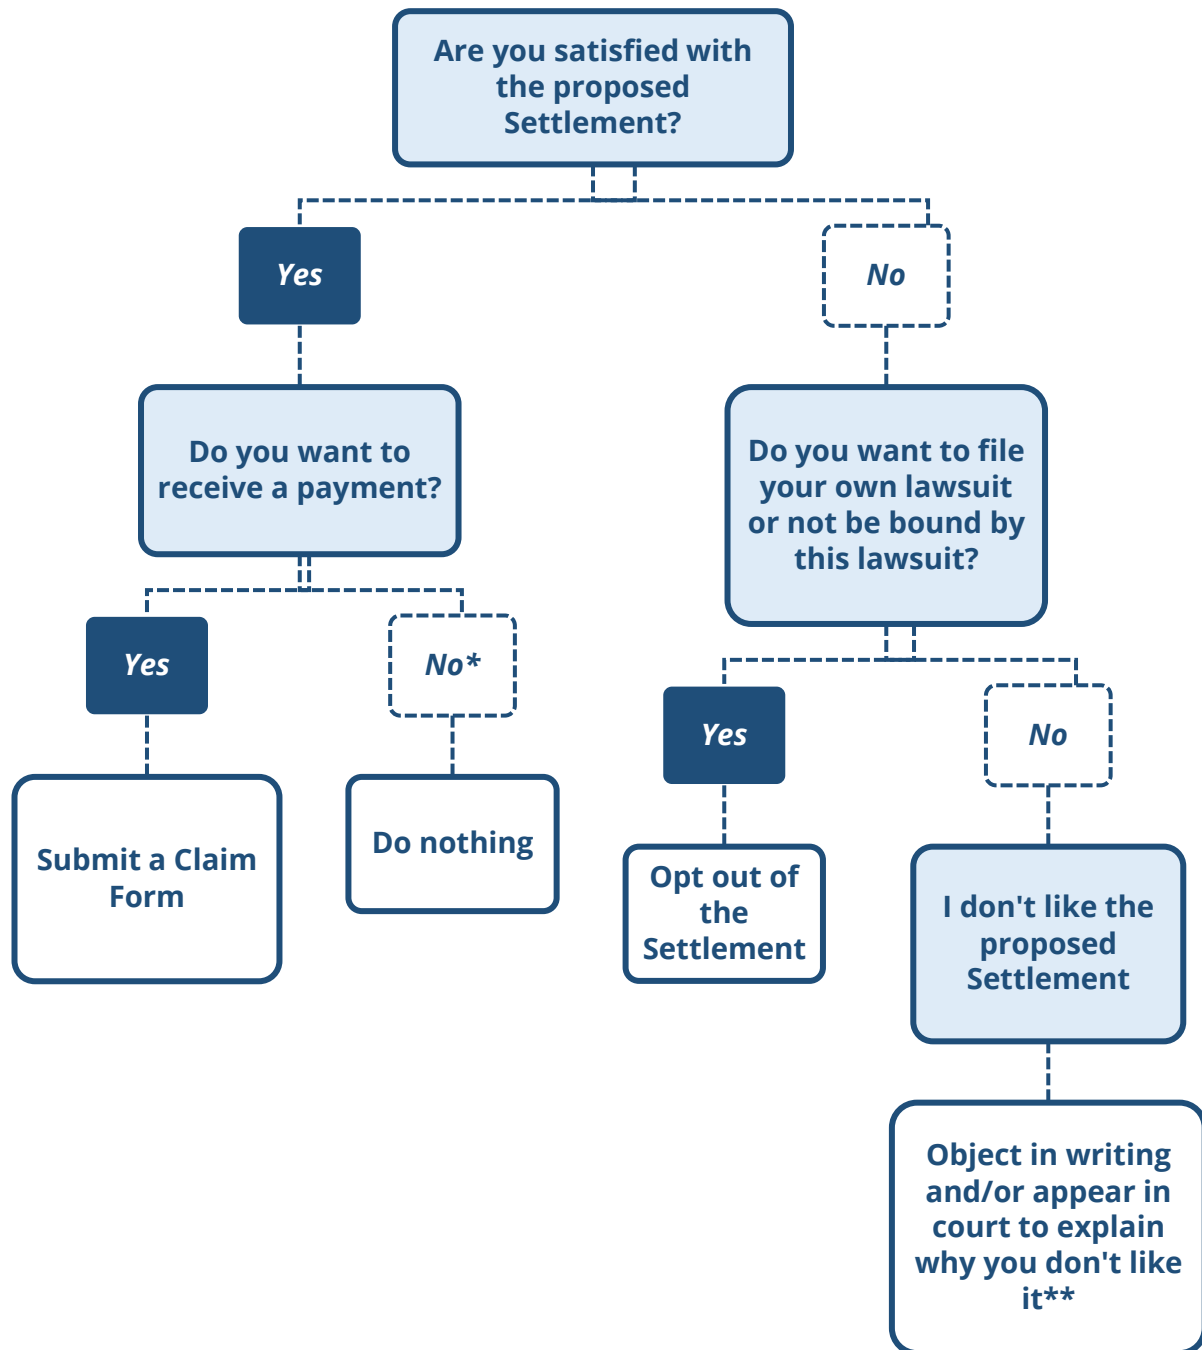 Are you satisfied with
the proposed
Settlement?
Yes
No
Do you want to
receive a payment?
Do you want to file
your own lawsuit
or not be bound by
this lawsuit?
Yes
No*
Yes
No
Submit a Claim
Form
Do nothing
Opt out of
the
Settlement
I don't like the
proposed
Settlement
Object in writing
and/or appear in
court to explain
why you don't like
it**